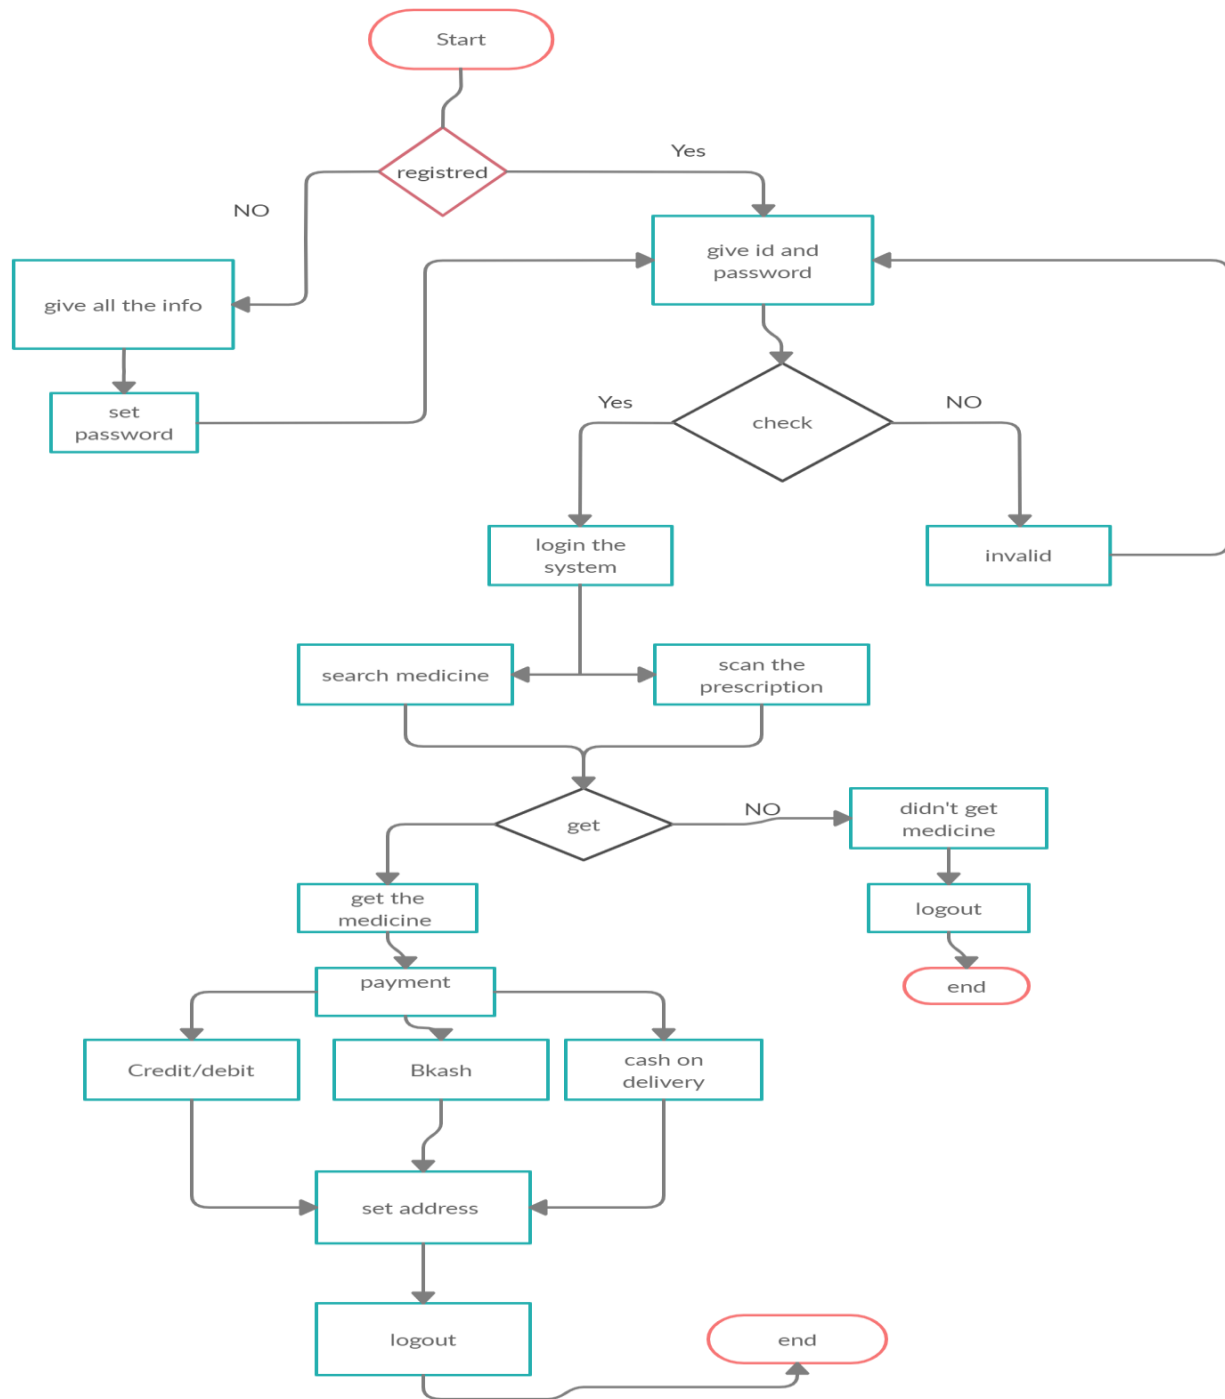 Start
registred
Yes
NO
give id and
password
give all the info
set
password
Yes
check
NO
login the
system
invalid
search medicine
scan the
prescription
get
NO
didn't get
medicine
get the
medicine
logout
payment
end
Credit/debit
Bkash
cash on
delivery
set address
logout
end